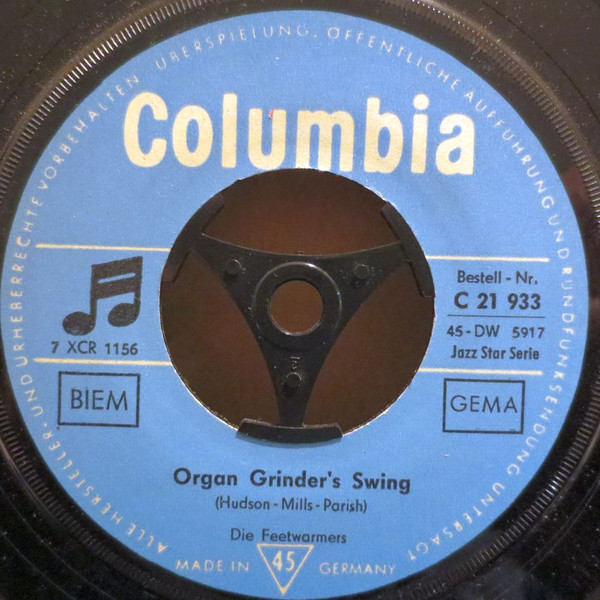 ALLE HERSTELLER- UND URHEBERRECHTE VORBEHALTEN ÜBERSPIELUNG, ÖFFENTLICHE AUFFÜHRUNG UND RUNDFUNKSENDUNG UNTERSAGT
Columbia
7 XCR 1156
BIEM
Bestell-Nr.
C 21 933
45-DW 5917
Jazz Star Serie
GEMA
Organ Grinder's Swing
(Hudson-Mills-Parish)
Die Feetwarmers
MADE IN 45 GERMANY